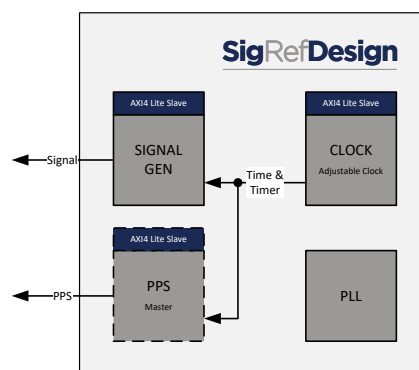 SigRefDesign
AXI4 Lite Slave
AXI4 Lite Slave
Signal
SIGNAL
GEN
Time &
Timer
CLOCK
Adjustable Clock
AXI4 Lite Slave
PPS
PPS
Master
PLL